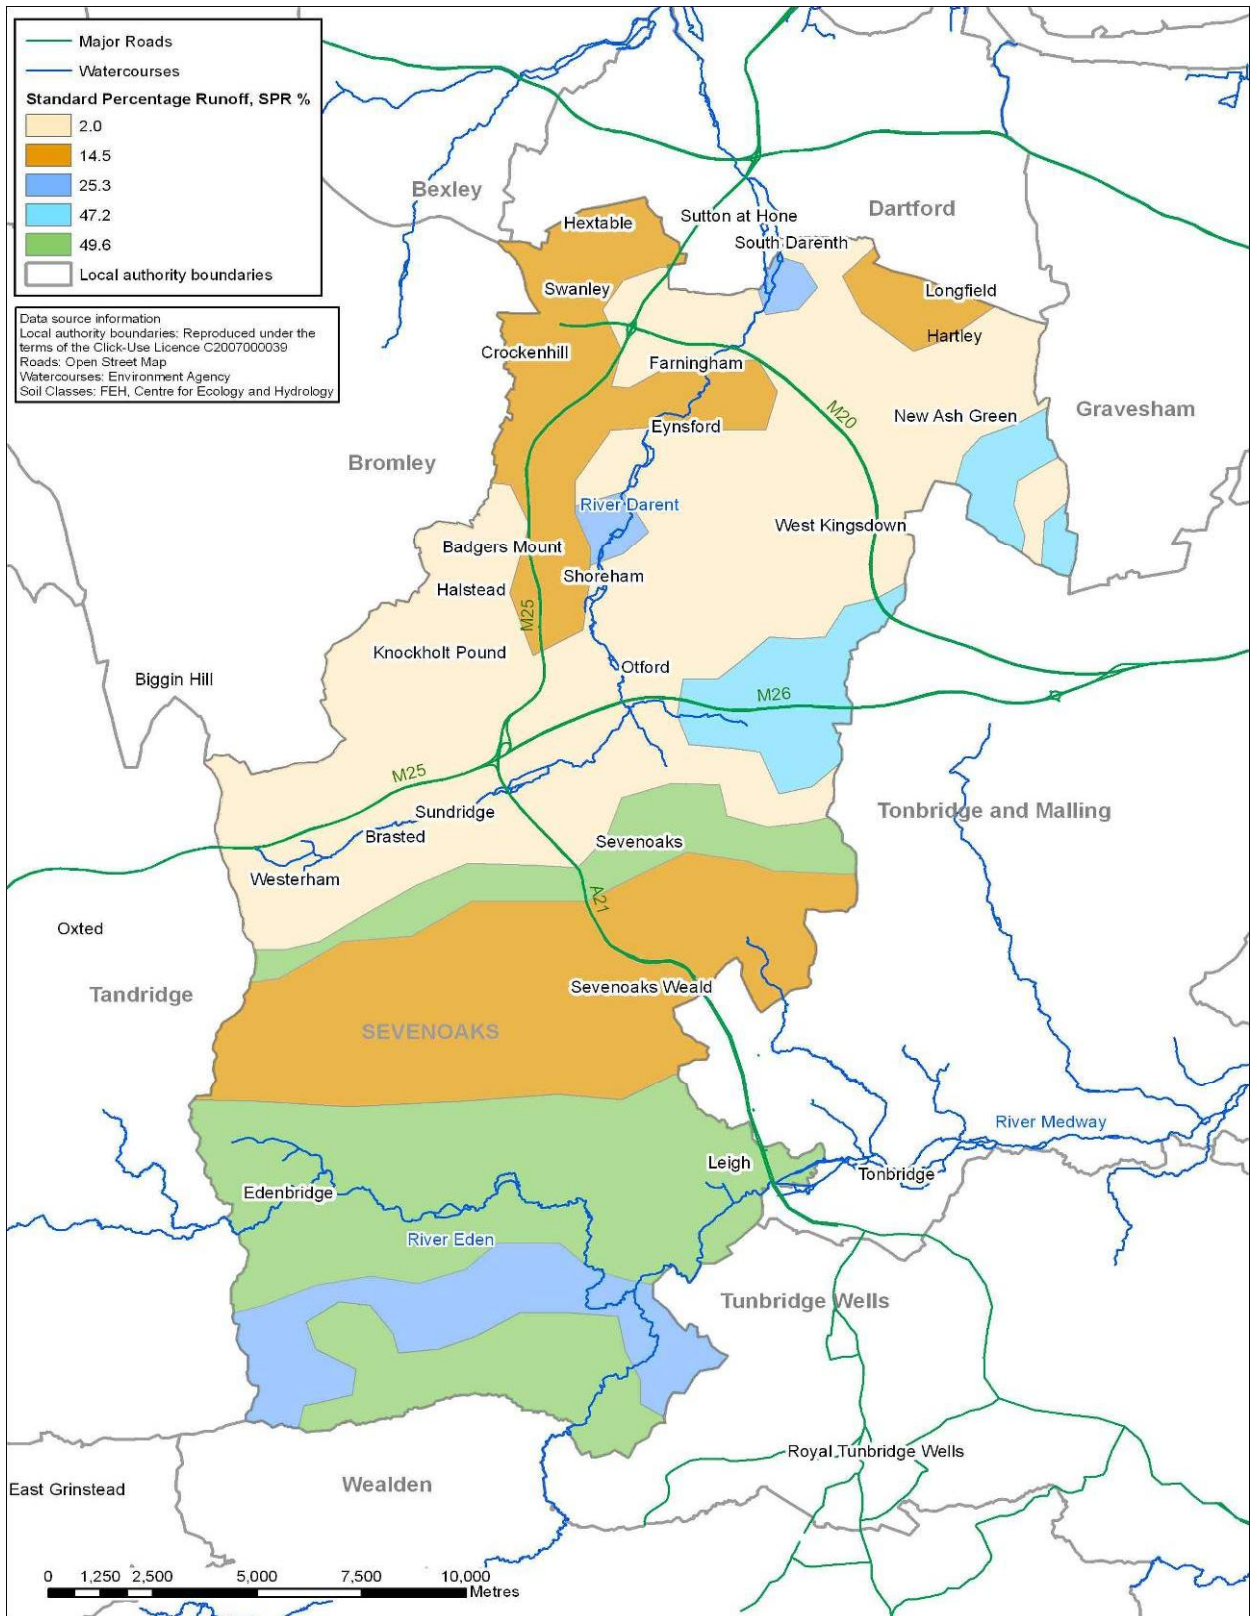 Major Roads
Watercourses
Standard Percentage Runoff, SPR %
2.0
14.5
25.3
47.2
49.6
Local authority boundaries
Data source information
Local authority boundaries: Reproduced under the
terms of the Click-Use Licence C2007000039
Roads: Open Street Map
Watercourses: Environment Agency
Soil Classes: FEH, Centre for Ecology and Hydrology
Bexley
Dartford
Hextable
Sutton at Hone
South Darenth
Swanley
Longfield
Hartley
Crockenhill
Farningham
M20
New Ash Green
Gravesham
Eynsford
Bromley
River Darent
West Kingsdown
Badgers Mount
Shoreham
Halstead
M25
Knockholt Pound
Otford
Biggin Hill
M26
M25
Sundridge
Tonbridge and Malling
Brasted
Sevenoaks
Westerham
A21
Oxted
Sevenoaks Weald
Tandridge
SEVENOAKS
River Medway
Leigh
Tonbridge
Edenbridge
River Eden
Tunbridge Wells
Royal Tunbridge Wells
Wealden
East Grinstead
0 1,250 2,500 5,000 7,500 10,000
Metres